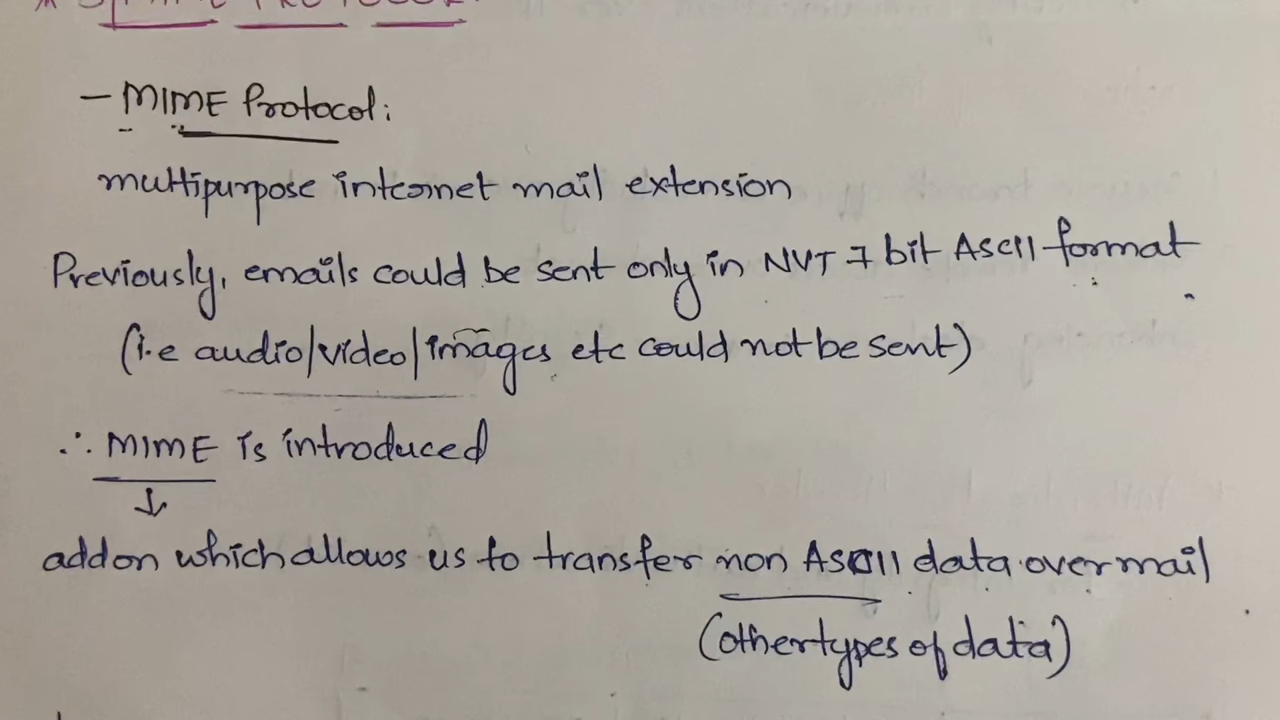 - MIME Protocol:
multipurpose internet mail extension
Previously, emails could be sent only in NVT 7 bit ASCII format
(i.e audio/video/images etc could not be sent)
∴ MIME is introduced
↓
addon which allows us to transfer non ASCII data over mail
(other types of data)